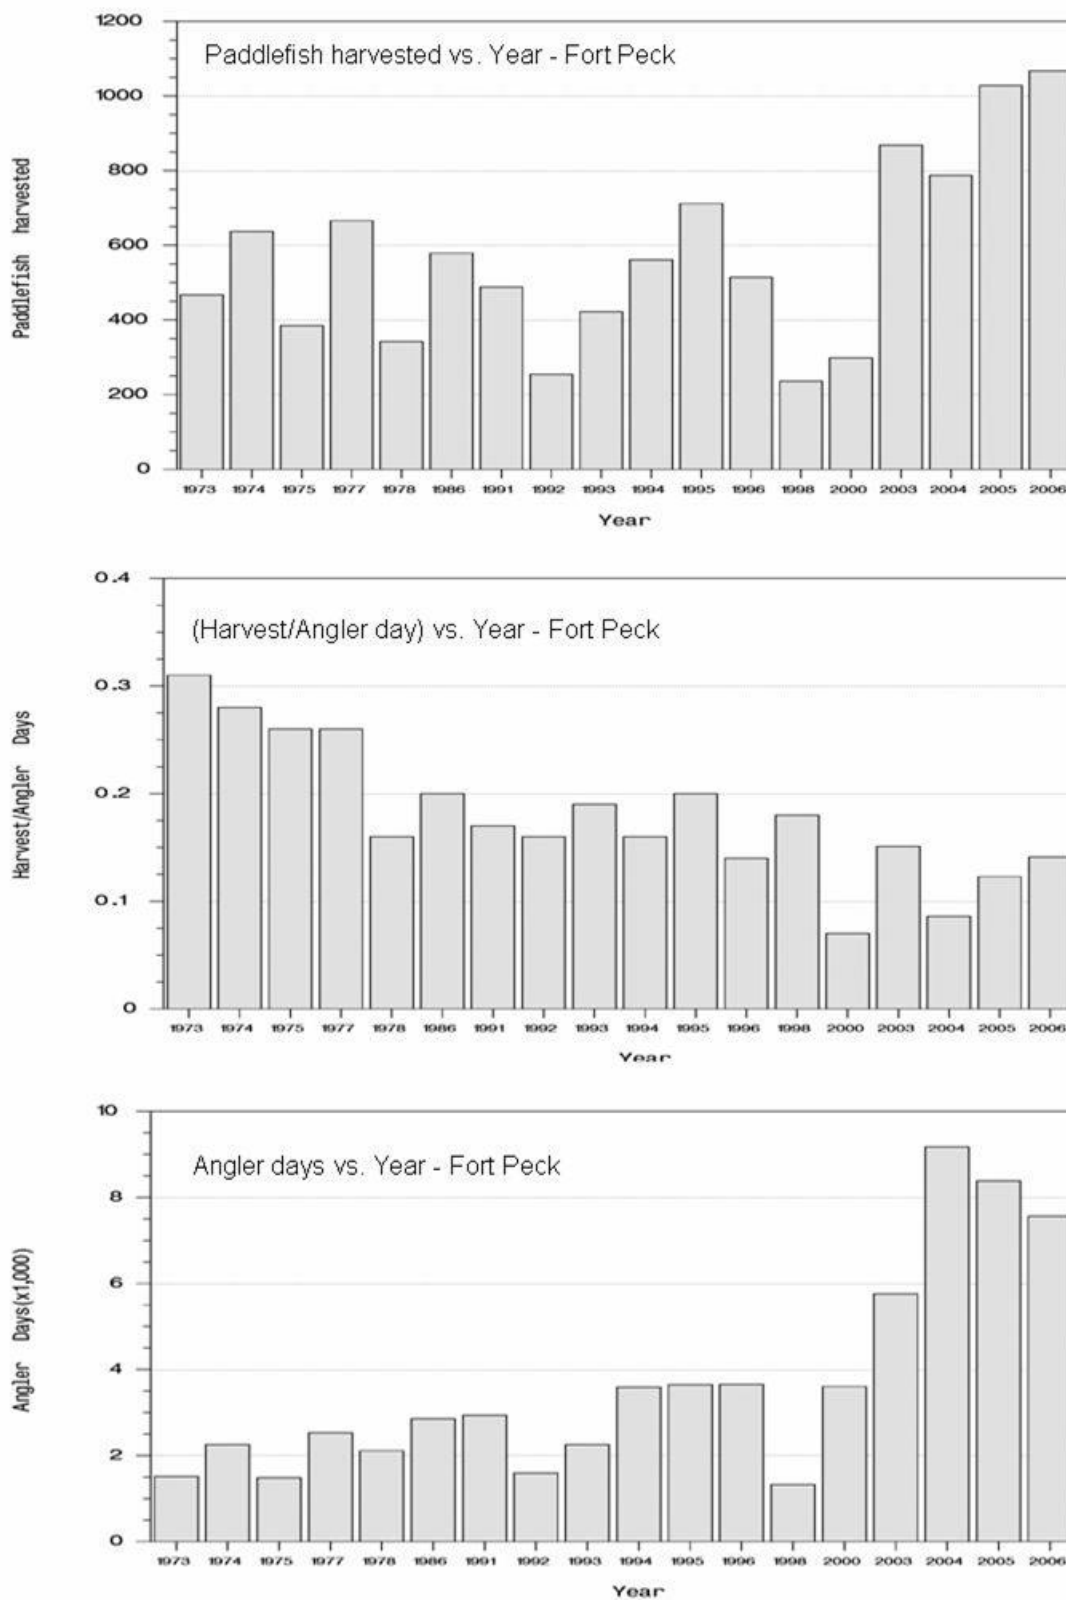 1200
Paddlefish harvested vs. Year - Fort Peck
1000
800
600
400
200
0
Paddlefish harvested
1973 1974 1975 1977 1978 1986 1991 1992 1993 1994 1995 1996 1998 2000 2003 2004 2005 2006
Year
0.4
(Harvest/Angler day) vs. Year - Fort Peck
0.3
0.2
0.1
0
Harvest/Angler Days
1973 1974 1975 1977 1978 1986 1991 1992 1993 1994 1995 1996 1998 2000 2003 2004 2005 2006
Year
10
Angler days vs. Year - Fort Peck
8
6
4
2
0
Angler Days(x1,000)
1973 1974 1975 1977 1978 1986 1991 1992 1993 1994 1995 1996 1998 2000 2003 2004 2005 2006
Year